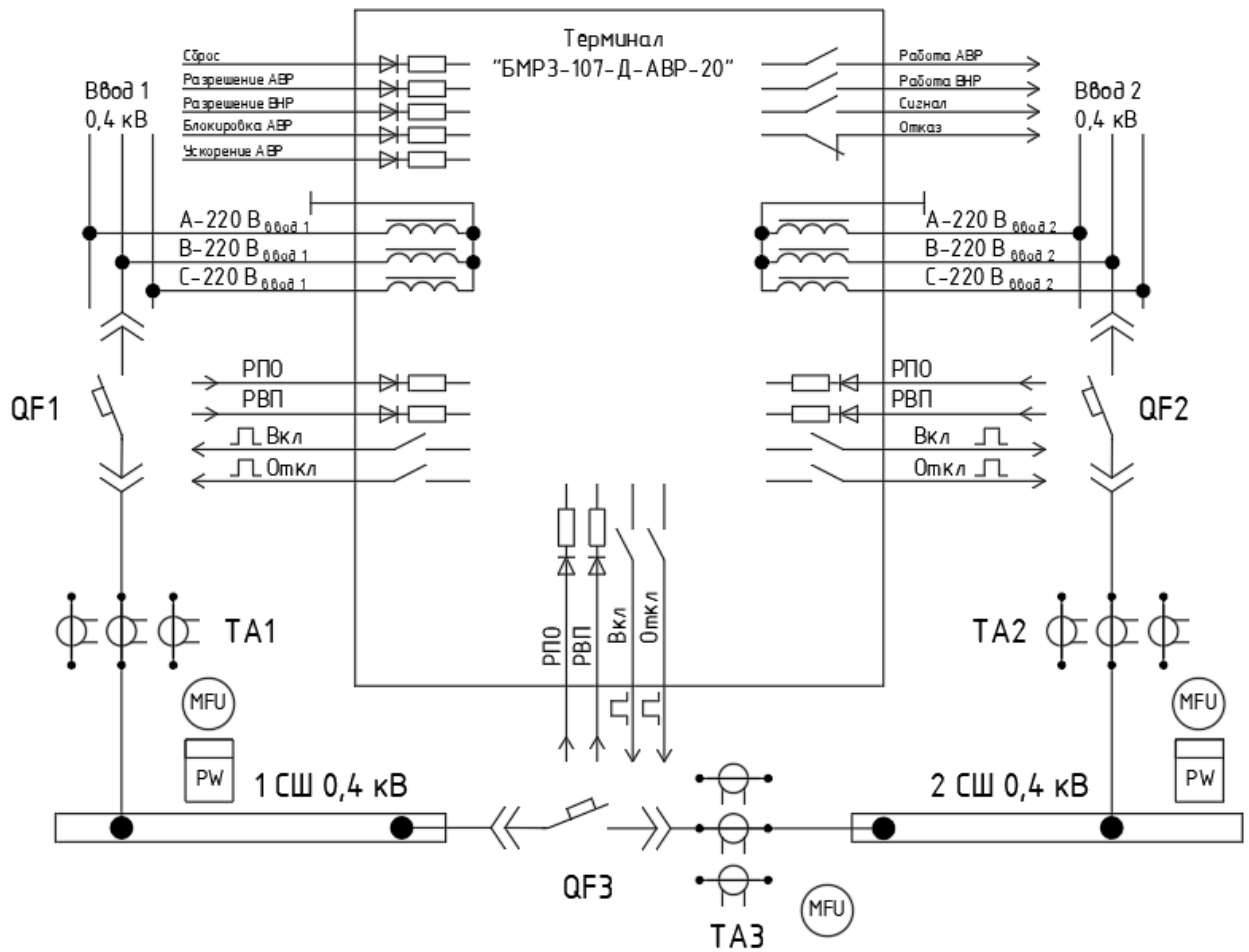 Терминал
"БМРЗ-107-Д-АВР-20"
Сброс
Разрешение АВР
Разрешение ВНР
Блокировка АВР
Ускорение АВР
Работа АВР
Работа ВНР
Сигнал
Отказ
Ввод 1
0,4 кВ
Ввод 2
0,4 кВ
А-220 В ввод 1
В-220 В ввод 1
С-220 В ввод 1
А-220 В ввод 2
В-220 В ввод 2
С-220 В ввод 2
QF1
РПО
РВП
Вкл
Откл
РПО
РВП
Вкл
Откл
QF2
РПО
РВП
Вкл
Откл
TA1
TA2
MFU
PW
MFU
PW
1 СШ 0,4 кВ
2 СШ 0,4 кВ
QF3
TA3
MFU